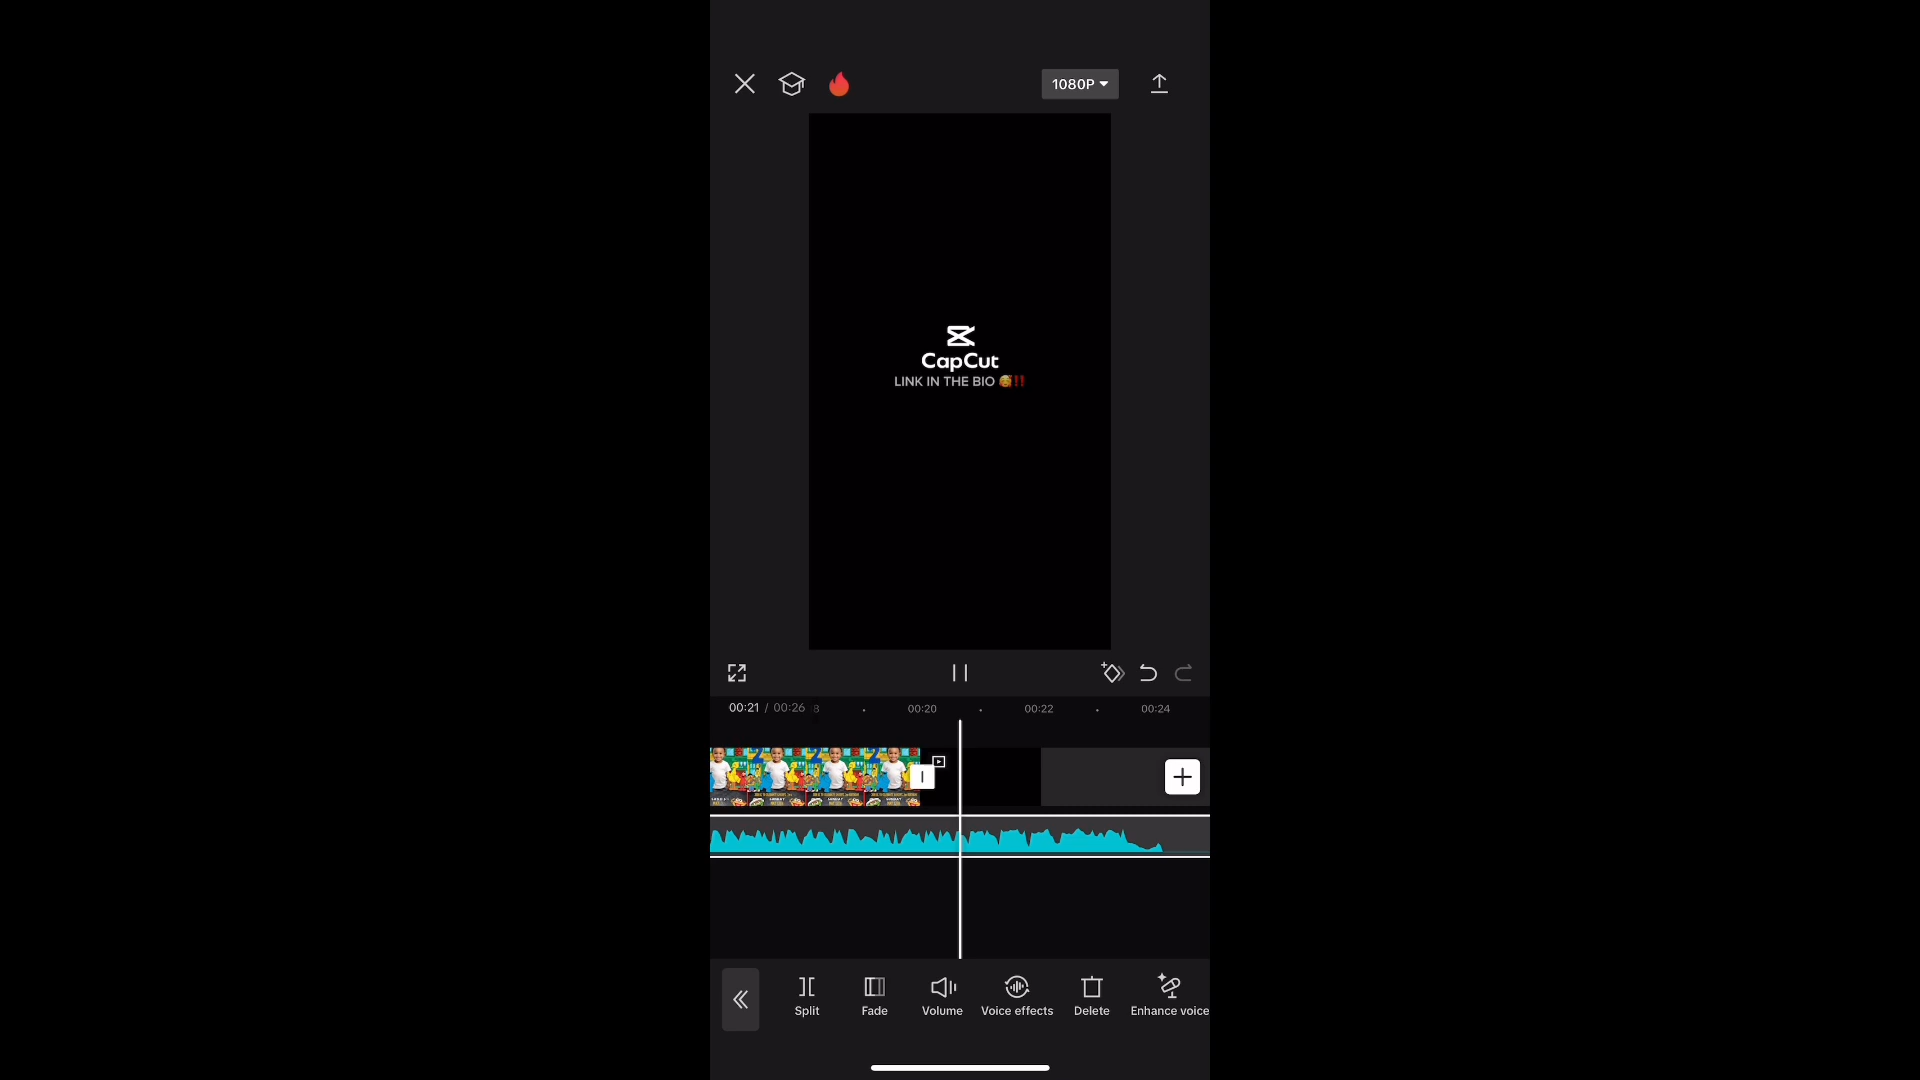 1080P
CapCut
LINK IN THE BIO 🥰‼️
00:21 / 00:26
00:20
00:22
00:24
Split
Fade
Volume
Voice effects
Delete
Enhance voice